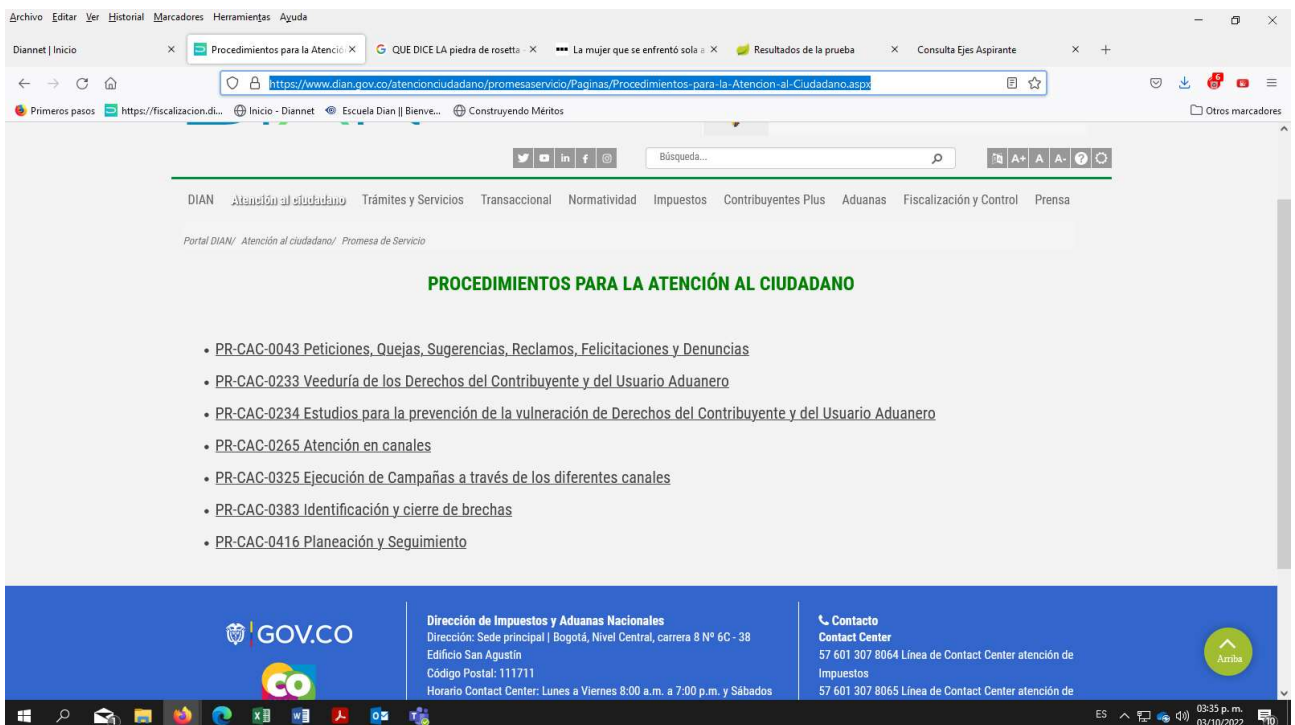 Archivo Editar Ver Historial Marcadores Herramientas Ayuda
Diannet | Inicio
Procedimientos para la Atenció
QUE DICE LA piedra de rosetta -
La mujer que se enfrentó sola a
Resultados de la prueba
Consulta Ejes Aspirante
https://www.dian.gov.co/atencionciudadano/promesaservicio/Paginas/Procedimientos-para-la-Atencion-al-Ciudadano.aspx
Primeros pasos https://fiscalizacion.di... Inicio - Diannet Escuela Dian || Bienve... Construyendo Méritos Otros marcadores
Búsqueda... A+ A A-
DIAN Atención al ciudadano Trámites y Servicios Transaccional Normatividad Impuestos Contribuyentes Plus Aduanas Fiscalización y Control Prensa
Portal DIAN/ Atención al ciudadano/ Promesa de Servicio
PROCEDIMIENTOS PARA LA ATENCIÓN AL CIUDADANO
• PR-CAC-0043 Peticiones, Quejas, Sugerencias, Reclamos, Felicitaciones y Denuncias
• PR-CAC-0233 Veeduría de los Derechos del Contribuyente y del Usuario Aduanero
• PR-CAC-0234 Estudios para la prevención de la vulneración de Derechos del Contribuyente y del Usuario Aduanero
• PR-CAC-0265 Atención en canales
• PR-CAC-0325 Ejecución de Campañas a través de los diferentes canales
• PR-CAC-0383 Identificación y cierre de brechas
• PR-CAC-0416 Planeación y Seguimiento
GOV.CO
CO
Dirección de Impuestos y Aduanas Nacionales
Dirección: Sede principal | Bogotá, Nivel Central, carrera 8 Nº 6C - 38
Edificio San Agustín
Código Postal: 111711
Horario Contact Center: Lunes a Viernes 8:00 a.m. a 7:00 p.m. y Sábados
Contacto
Contact Center
57 601 307 8064 Línea de Contact Center atención de
Impuestos
57 601 307 8065 Línea de Contact Center atención de
Arriba
ES
03:35 p. m.
03/10/2022